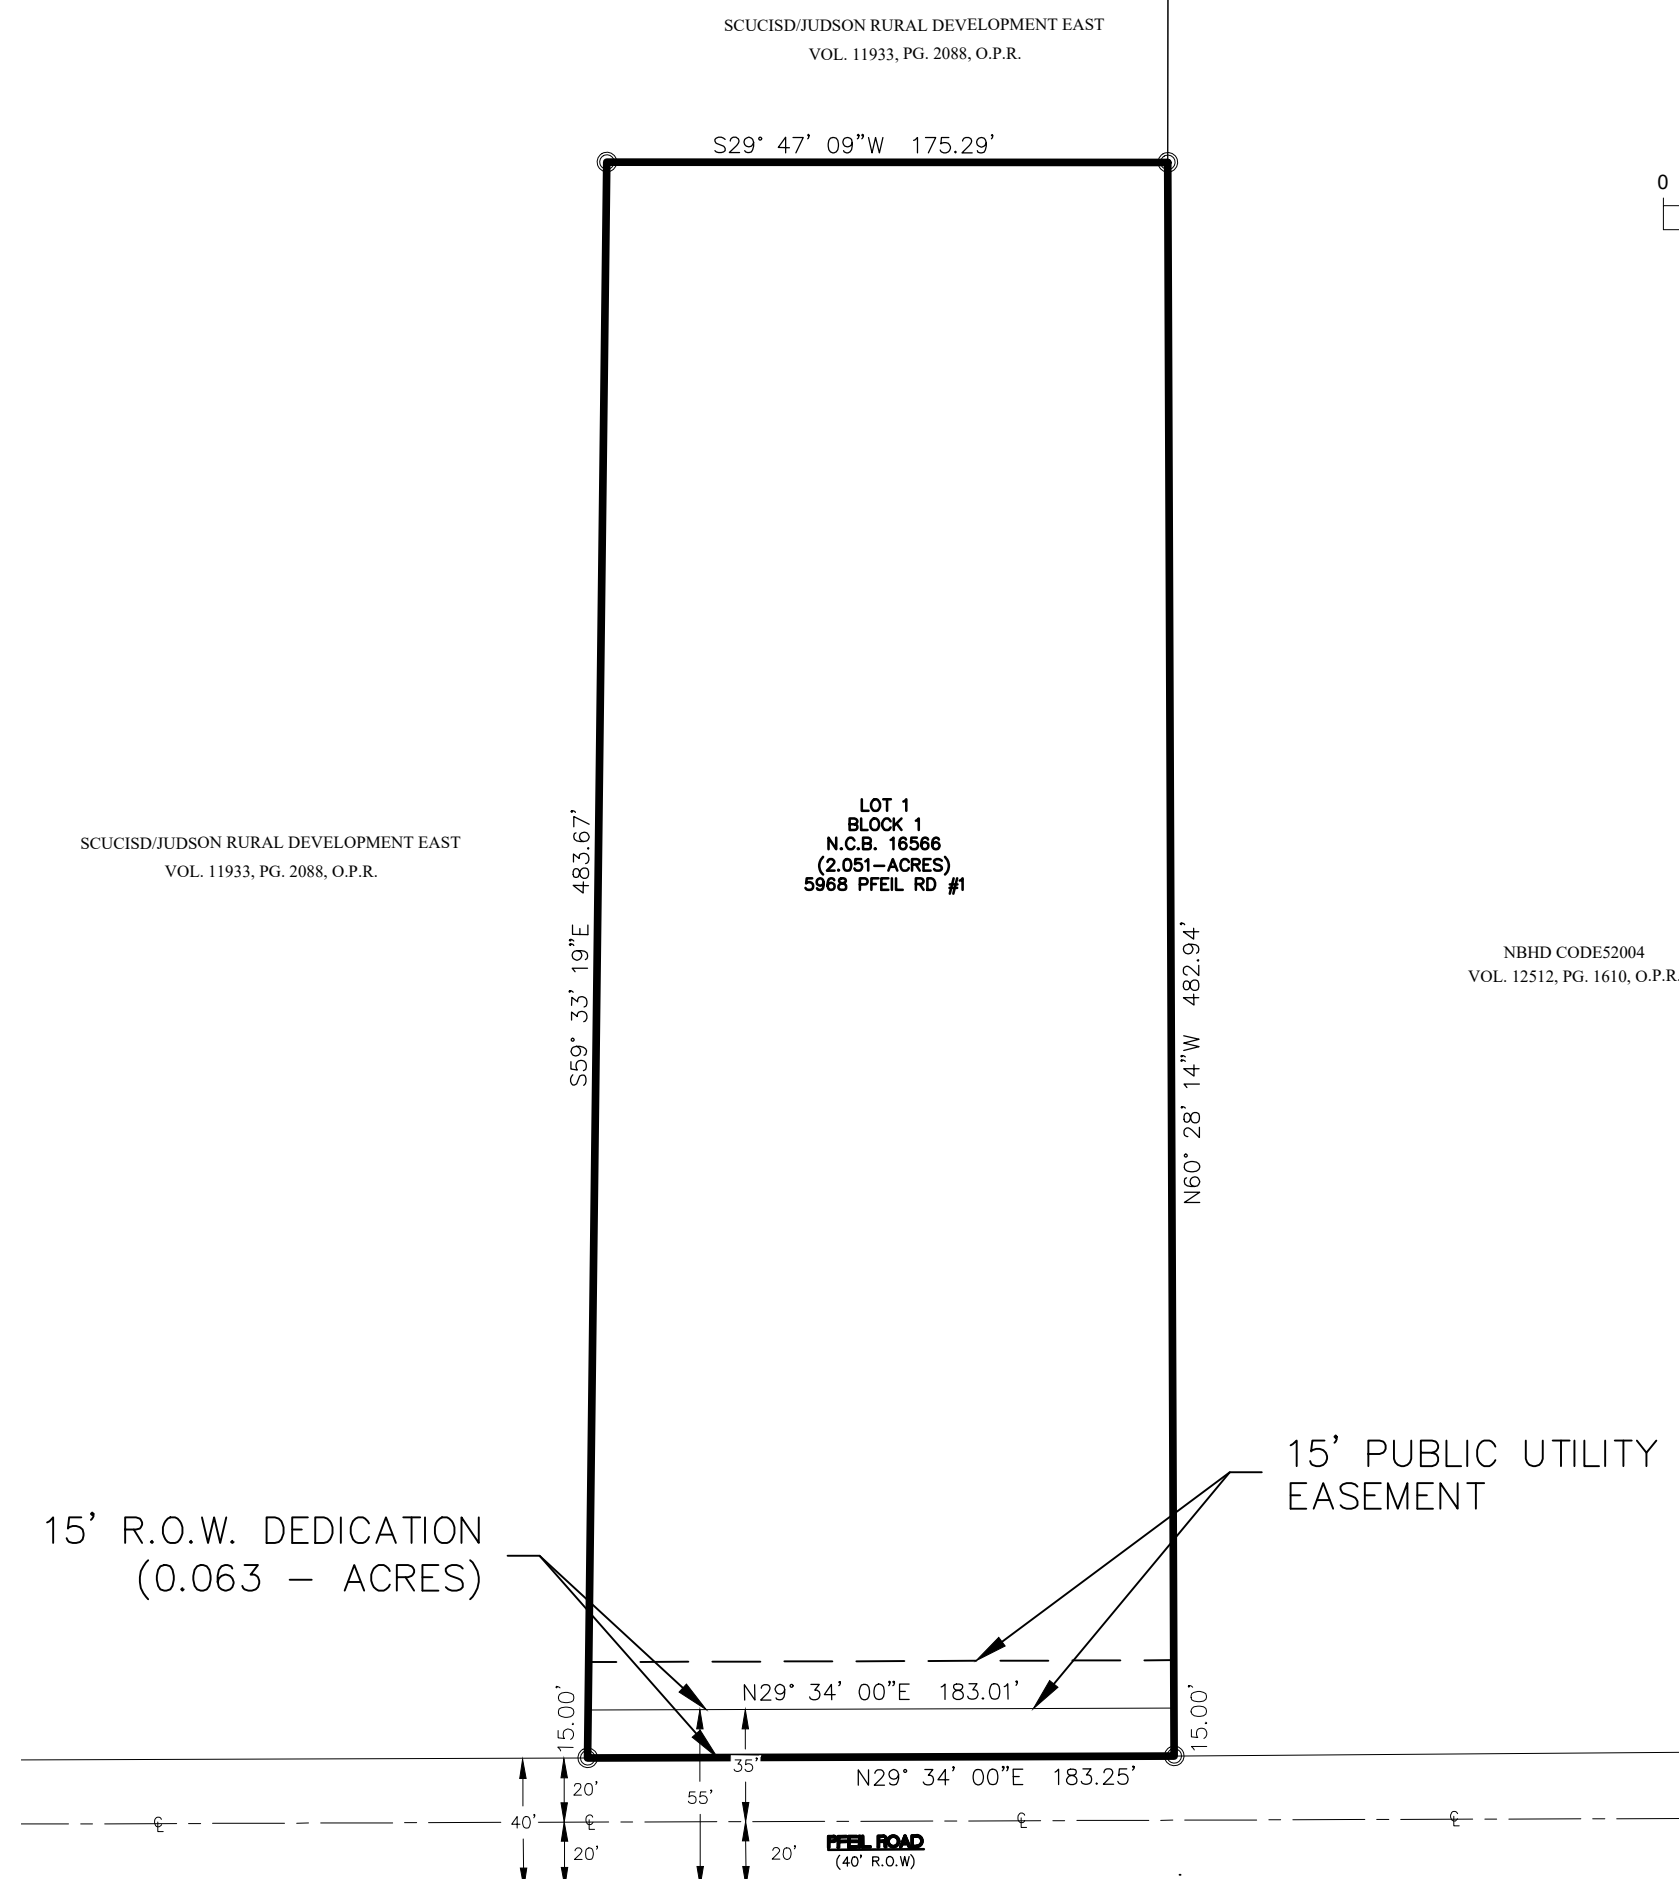 SCUCISD/JUDSON RURAL DEVELOPMENT EAST
VOL. 11933, PG. 2088, O.P.R.
S29° 47' 09"W 175.29'
0
LOT 1
BLOCK 1
N.C.B. 16566
(2.051-ACRES)
5968 PFEIL RD #1
SCUCISD/JUDSON RURAL DEVELOPMENT EAST
VOL. 11933, PG. 2088, O.P.R.
S59° 33' 19"E 483.67'
N60° 28' 14"W 482.94'
NBHD CODE52004
VOL. 12512, PG. 1610, O.P.R.
15' PUBLIC UTILITY
EASEMENT
15' R.O.W. DEDICATION
(0.063 - ACRES)
N29° 34' 00"E 183.01'
15.00'
15.00'
35'
N29° 34' 00"E 183.25'
20'
55'
40'
℄
℄
℄
℄
20'
20'
PFEIL ROAD
(40' R.O.W)